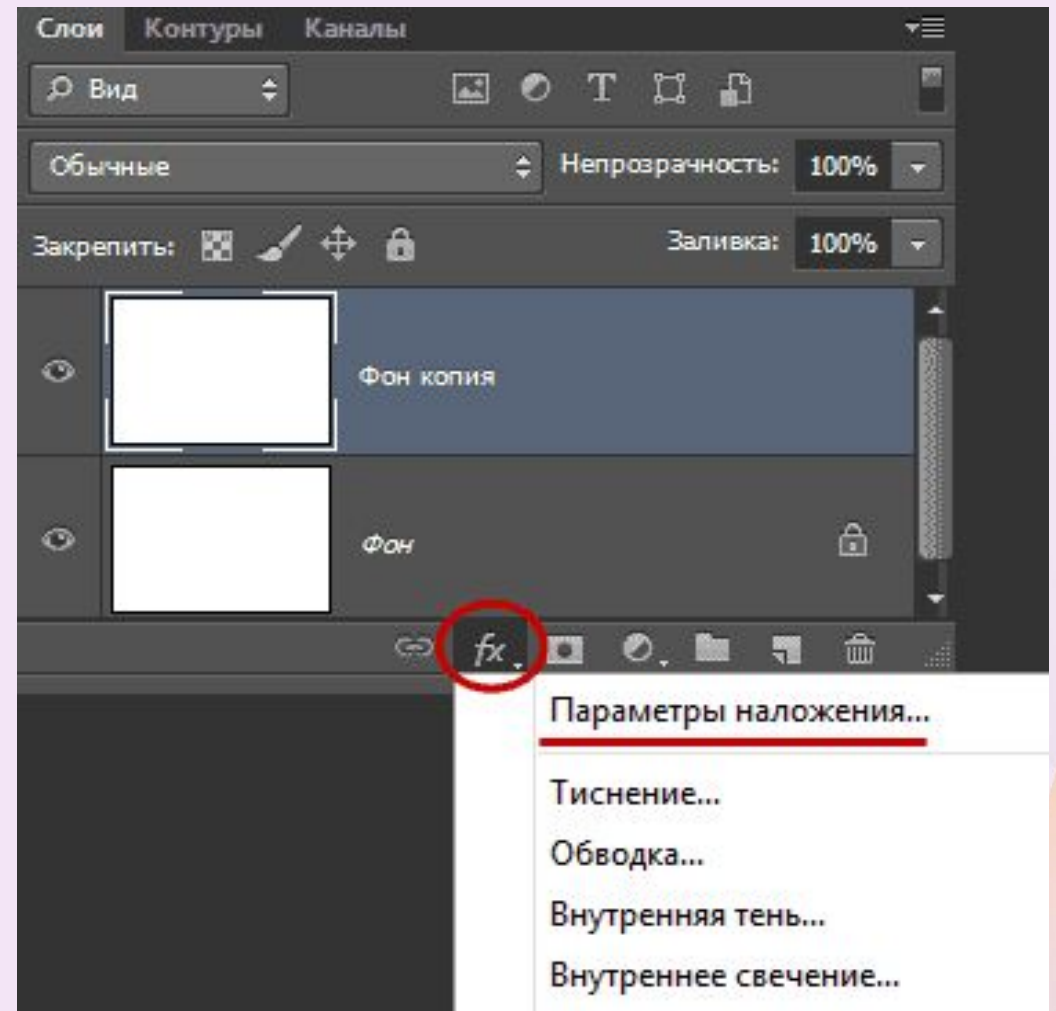 Слои Контуры Каналы
Вид T
Обычные Непрозрачность: 100%
Закрепить: Заливка: 100%
Фон копия
Фон
fx
Параметры наложения...
Тиснение...
Обводка...
Внутренняя тень...
Внутреннее свечение...